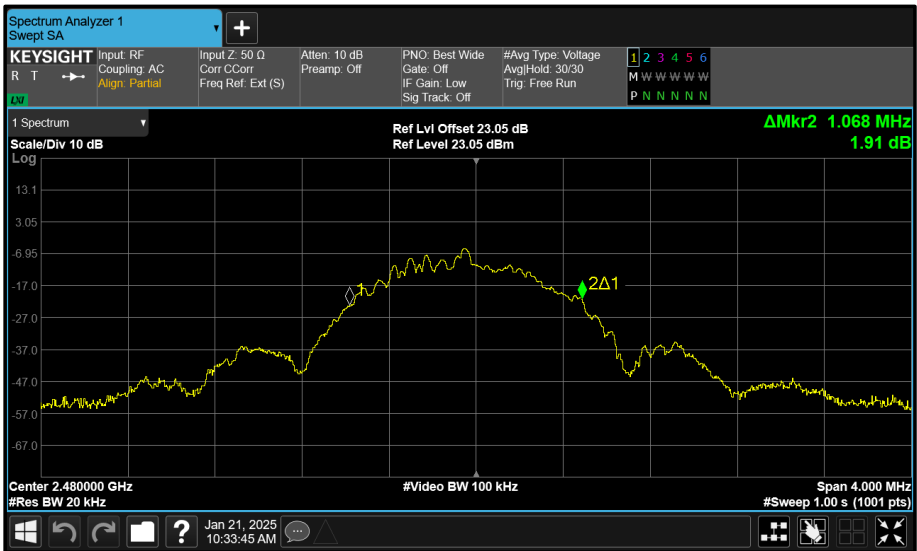 Spectrum Analyzer 1
Swept SA
+
KEYSIGHT
R T
LXI
Input: RF
Coupling: AC
Align: Partial
Input Z: 50 Ω
Corr CCorr
Freq Ref: Ext (S)
Atten: 10 dB
Preamp: Off
PNO: Best Wide
Gate: Off
IF Gain: Low
Sig Track: Off
#Avg Type: Voltage
Avg|Hold: 30/30
Trig: Free Run
1 2 3 4 5 6
M W W W W W
P N N N N N
1 Spectrum
Scale/Div 10 dB
Ref Lvl Offset 23.05 dB
Ref Level 23.05 dBm
ΔMkr2 1.068 MHz
1.91 dB
Log
13.1
3.05
-6.95
-17.0
-27.0
-37.0
-47.0
-57.0
-67.0
1
2Δ1
Center 2.480000 GHz
#Res BW 20 kHz
#Video BW 100 kHz
Span 4.000 MHz
#Sweep 1.00 s (1001 pts)
?
Jan 21, 2025
10:33:45 AM